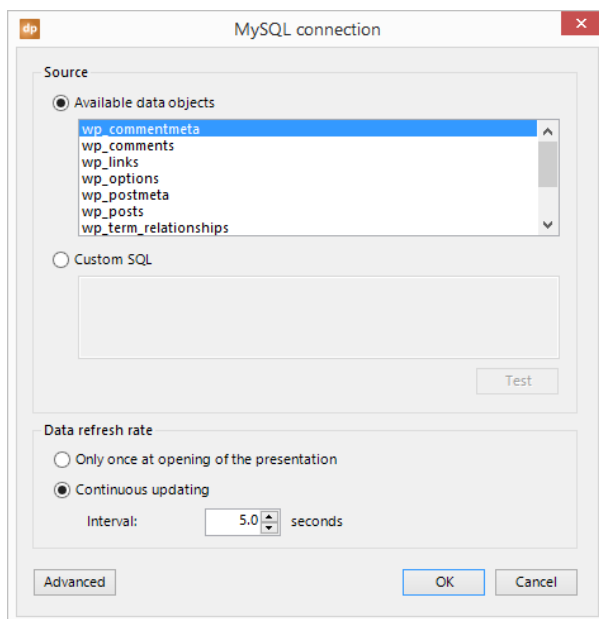 dp MySQL connection
Source
Available data objects
wp_commentmeta
wp_comments
wp_links
wp_options
wp_postmeta
wp_posts
wp_term_relationships
Custom SQL
Test
Data refresh rate
Only once at opening of the presentation
Continuous updating
Interval: 5.0 seconds
Advanced OK Cancel